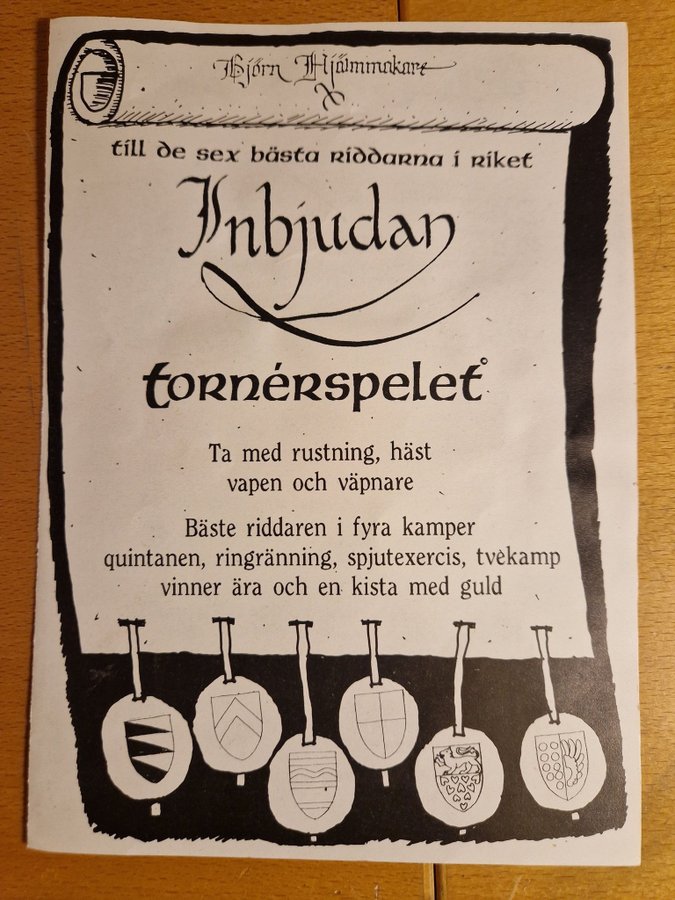 Björn Hjälmmakare
till de sex bästa riddarna i riket
Inbjudan
tornérspelet
Ta med rustning, häst
vapen och väpnare
Bäste riddaren i fyra kamper
quintanen, ringränning, spjutexercis, tvekamp
vinner ära och en kista med guld